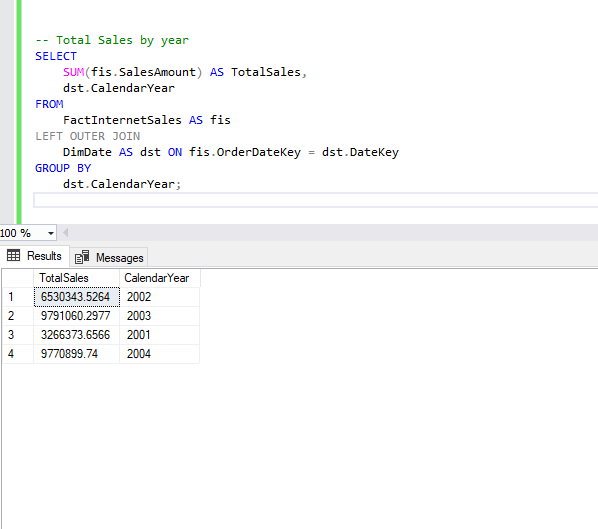 -- Total Sales by year
SELECT
SUM(fis.SalesAmount) AS TotalSales,
dst.CalendarYear
FROM
FactInternetSales AS fis
LEFT OUTER JOIN
DimDate AS dst ON fis.OrderDateKey = dst.DateKey
GROUP BY
dst.CalendarYear;
100 %
Results Messages
TotalSales CalendarYear
1 6530343.5264 2002
2 9791060.2977 2003
3 3266373.6566 2001
4 9770899.74 2004